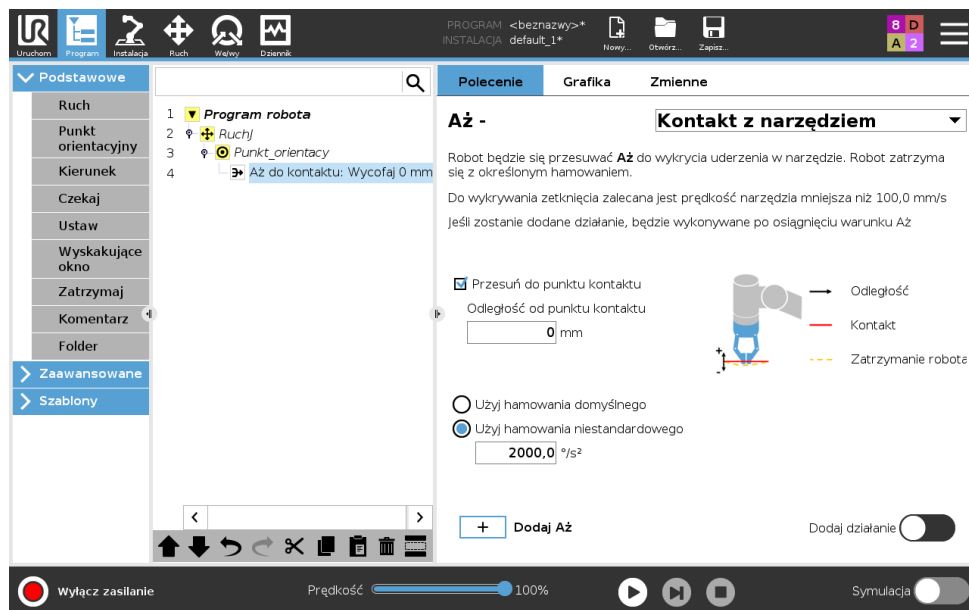 PROGRAM <beznazwy>*
INSTALACJA default_1*
Uruchom
Program
Instalacja
Ruch
We/wy
Dziennik
Nowy...
Otwórz...
Zapisz...
8 D
A 2
Podstawowe
Ruch
Punkt
orientacyjny
Kierunek
Czekaj
Ustaw
Wyskakujące
okno
Zatrzymaj
Komentarz
Folder
Zaawansowane
Szablony
1 Program robota
2 RuchJ
3 Punkt_orientacy
4 Aż do kontaktu: Wycofaj 0 mm
Polecenie Grafika Zmienne
Aż - Kontakt z narzędziem
Robot będzie się przesuwać Aż do wykrycia uderzenia w narzędzie. Robot zatrzyma
się z określonym hamowaniem.
Do wykrywania zetknięcia zalecana jest prędkość narzędzia mniejsza niż 100,0 mm/s
Jeśli zostanie dodane działanie, będzie wykonywane po osiągnięciu warunku Aż
Przesuń do punktu kontaktu
Odległość od punktu kontaktu
0 mm
+
-
Odległość
Kontakt
Zatrzymanie robota
Użyj hamowania domyślnego
Użyj hamowania niestandardowego
2000,0 °/s²
+ Dodaj Aż
Dodaj działanie
Wyłącz zasilanie
Prędkość 100%
Symulacja